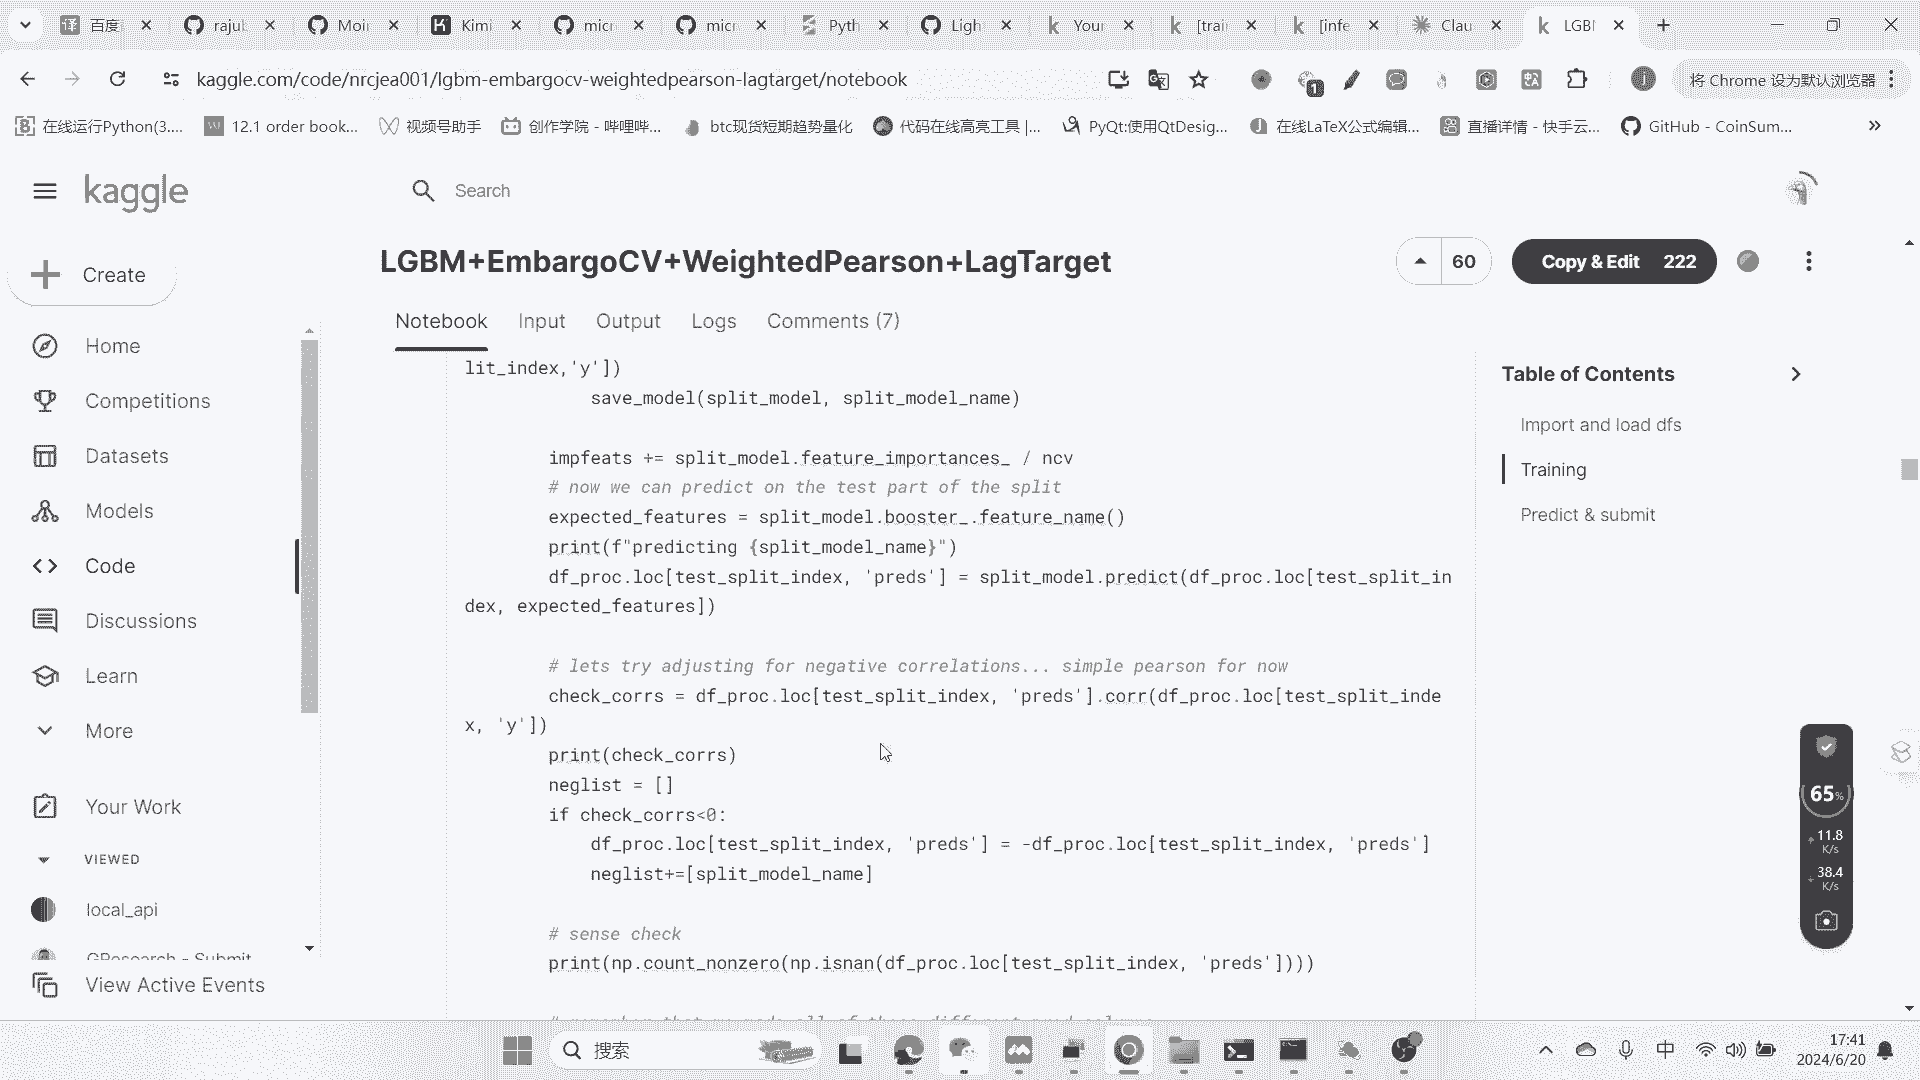 译 百度
rajul
Moi
Kimi
micr
micr
Pyth
Ligh
Your
[trai
[infe
Clau
LGBI
kaggle.com/code/nrcjea001/lgbm-embargocv-weightedpearson-lagtarget/notebook
1
j
将 Chrome 设为默认浏览器
在线运行Python(3....
12.1 order book...
视频号助手
创作学院 - 哔哩哔...
btc现货短期趋势量化
代码在线高亮工具 |...
PyQt:使用QtDesig...
在线LaTeX公式编辑...
直播详情 - 快手云...
GitHub - CoinSum...
kaggle
Search
Create
Home
Competitions
Datasets
Models
Code
Discussions
Learn
More
Your Work
VIEWED
local_api
GResearch - Submit
View Active Events
LGBM+EmbargoCV+WeightedPearson+LagTarget
60
Copy & Edit 222
Notebook
Input
Output
Logs
Comments (7)
lit_index,'y'])
save_model(split_model, split_model_name)
impfeats += split_model.feature_importances_ / ncv
# now we can predict on the test part of the split
expected_features = split_model.booster_.feature_name()
print(f"predicting {split_model_name}")
df_proc.loc[test_split_index, 'preds'] = split_model.predict(df_proc.loc[test_split_in
dex, expected_features])
# lets try adjusting for negative correlations... simple pearson for now
check_corrs = df_proc.loc[test_split_index, 'preds'].corr(df_proc.loc[test_split_inde
x, 'y'])
print(check_corrs)
neglist = []
if check_corrs<0:
df_proc.loc[test_split_index, 'preds'] = -df_proc.loc[test_split_index, 'preds']
neglist+=[split_model_name]
# sense check
print(np.count_nonzero(np.isnan(df_proc.loc[test_split_index, 'preds'])))
Table of Contents
Import and load dfs
Training
Predict & submit
65%
11.8
K/s
38.4
K/s
搜索
中
17:41
2024/6/20